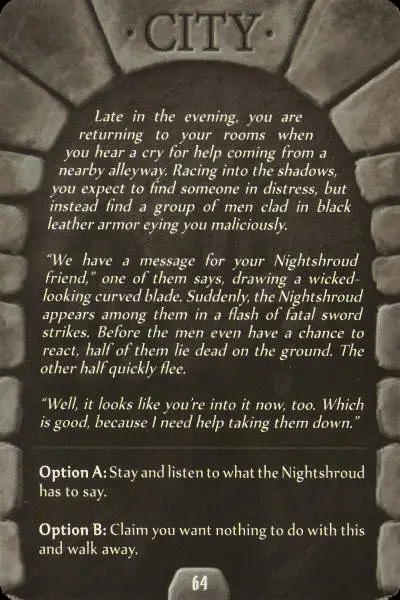 ·CITY·
Late in the evening, you are
returning to your rooms when
you hear a cry for help coming from a
nearby alleyway. Racing into the shadows,
you expect to find someone in distress, but
instead find a group of men clad in black
leather armor eying you maliciously.
"We have a message for your Nightshroud
friend," one of them says, drawing a wicked-
looking curved blade. Suddenly, the Nightshroud
appears among them in a flash of fatal sword
strikes. Before the men even have a chance to
react, half of them lie dead on the ground. The
other half quickly flee.
"Well, it looks like you're into it now, too. Which
is good, because I need help taking them down."
Option A: Stay and listen to what the Nightshroud
has to say.
Option B: Claim you want nothing to do with this
and walk away.
64